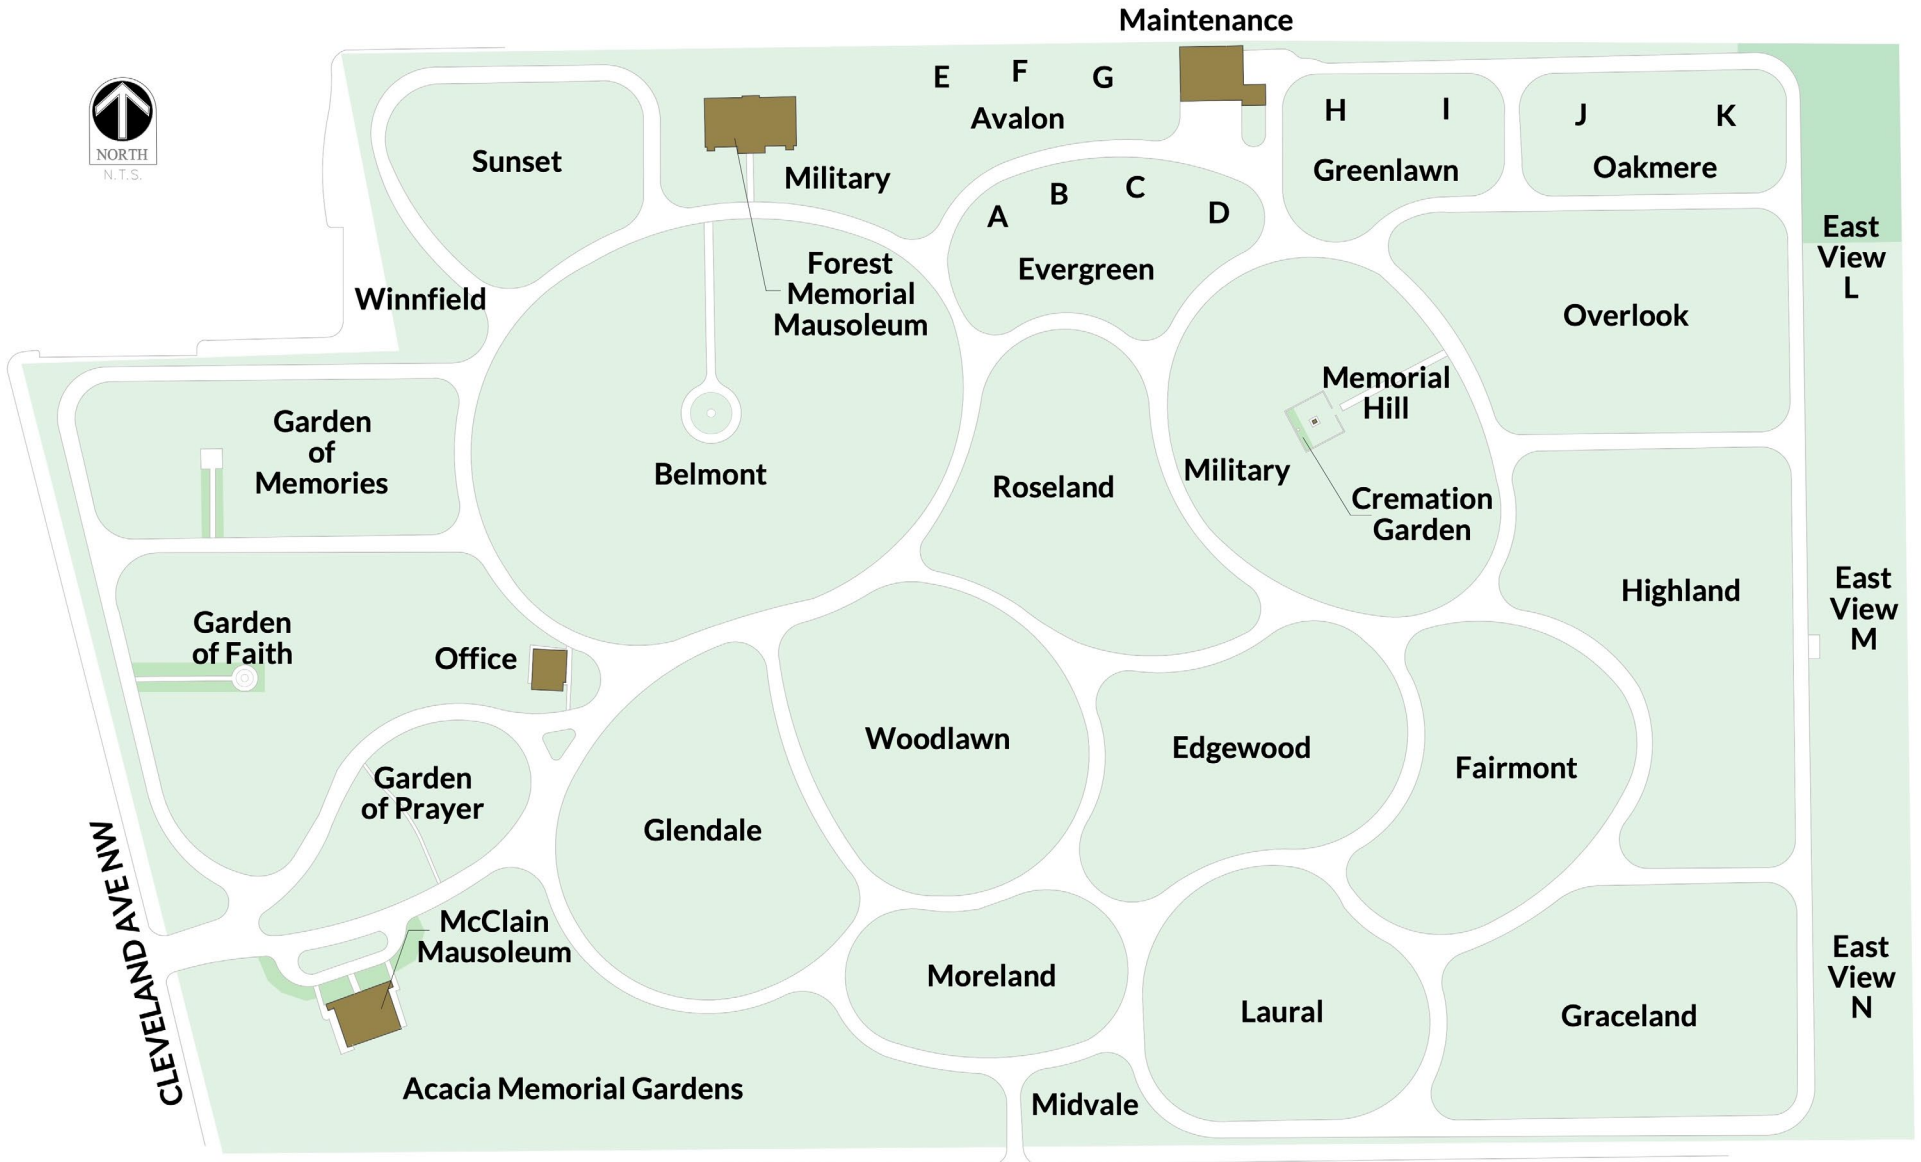 Maintenance
NORTH
N.T.S.
E
F
G
Avalon
H
I
Greenlawn
J
K
Oakmere
Sunset
Military
A
B
C
D
Evergreen
East
View
L
Forest
Memorial
Mausoleum
Winnfield
Overlook
Memorial
Hill
Garden
of
Memories
Belmont
Roseland
Military
Cremation
Garden
Highland
East
View
M
Garden
of Faith
Office
Woodlawn
Edgewood
Fairmont
Garden
of Prayer
Glendale
CLEVELAND AVE NW
McClain
Mausoleum
Moreland
Laural
Graceland
East
View
N
Acacia Memorial Gardens
Midvale